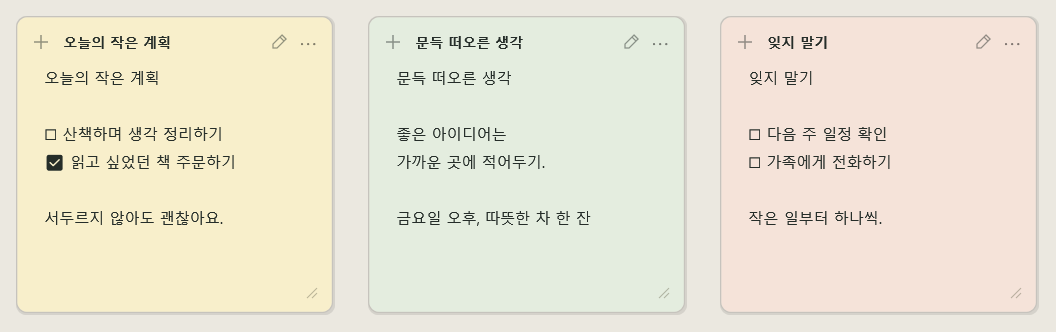 오늘의 작은 계획
오늘의 작은 계획
☐ 산책하며 생각 정리하기
☑ 읽고 싶었던 책 주문하기
서두르지 않아도 괜찮아요.
문득 떠오른 생각
문득 떠오른 생각
좋은 아이디어는
가까운 곳에 적어두기.
금요일 오후, 따뜻한 차 한 잔
잊지 말기
잊지 말기
☐ 다음 주 일정 확인
☐ 가족에게 전화하기
작은 일부터 하나씩.